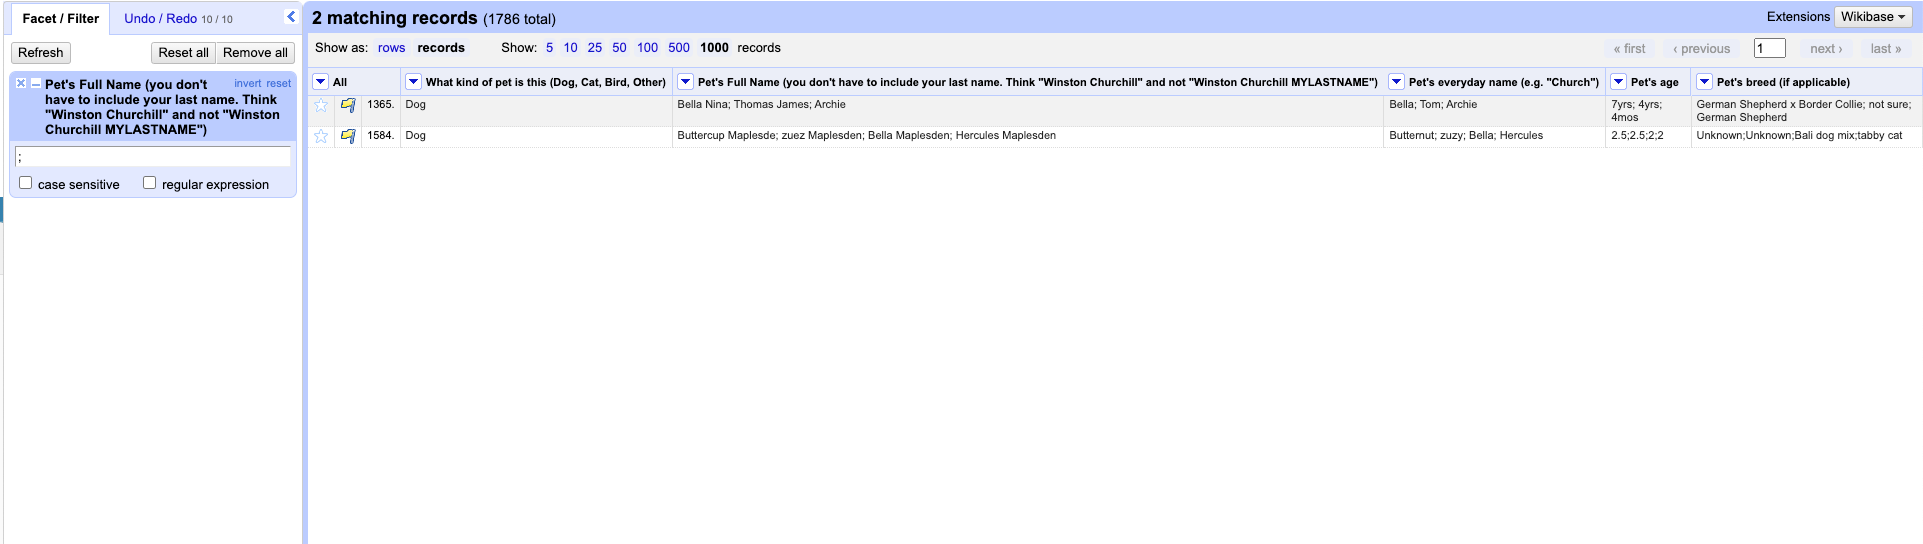 Facet / Filter
Undo / Redo 10 / 10
Refresh
Reset all
Remove all
Pet's Full Name (you don't have to include your last name. Think "Winston Churchill" and not "Winston Churchill MYLASTNAME")
invert reset
;
case sensitive
regular expression
2 matching records (1786 total)
Extensions
Wikibase
Show as: rows records
Show: 5 10 25 50 100 500 1000 records
« first
‹ previous
1
next ›
last »
All
What kind of pet is this (Dog, Cat, Bird, Other)
Pet's Full Name (you don't have to include your last name. Think "Winston Churchill" and not "Winston Churchill MYLASTNAME")
Pet's everyday name (e.g. "Church")
Pet's age
Pet's breed (if applicable)
1365.
Dog
Bella Nina; Thomas James; Archie
Bella; Tom; Archie
7yrs; 4yrs;
4mos
German Shepherd x Border Collie; not sure;
German Shepherd
1584.
Dog
Buttercup Maplesde; zuez Maplesden; Bella Maplesden; Hercules Maplesden
Butternut; zuzy; Bella; Hercules
2.5;2.5;2;2
Unknown;Unknown;Bali dog mix;tabby cat